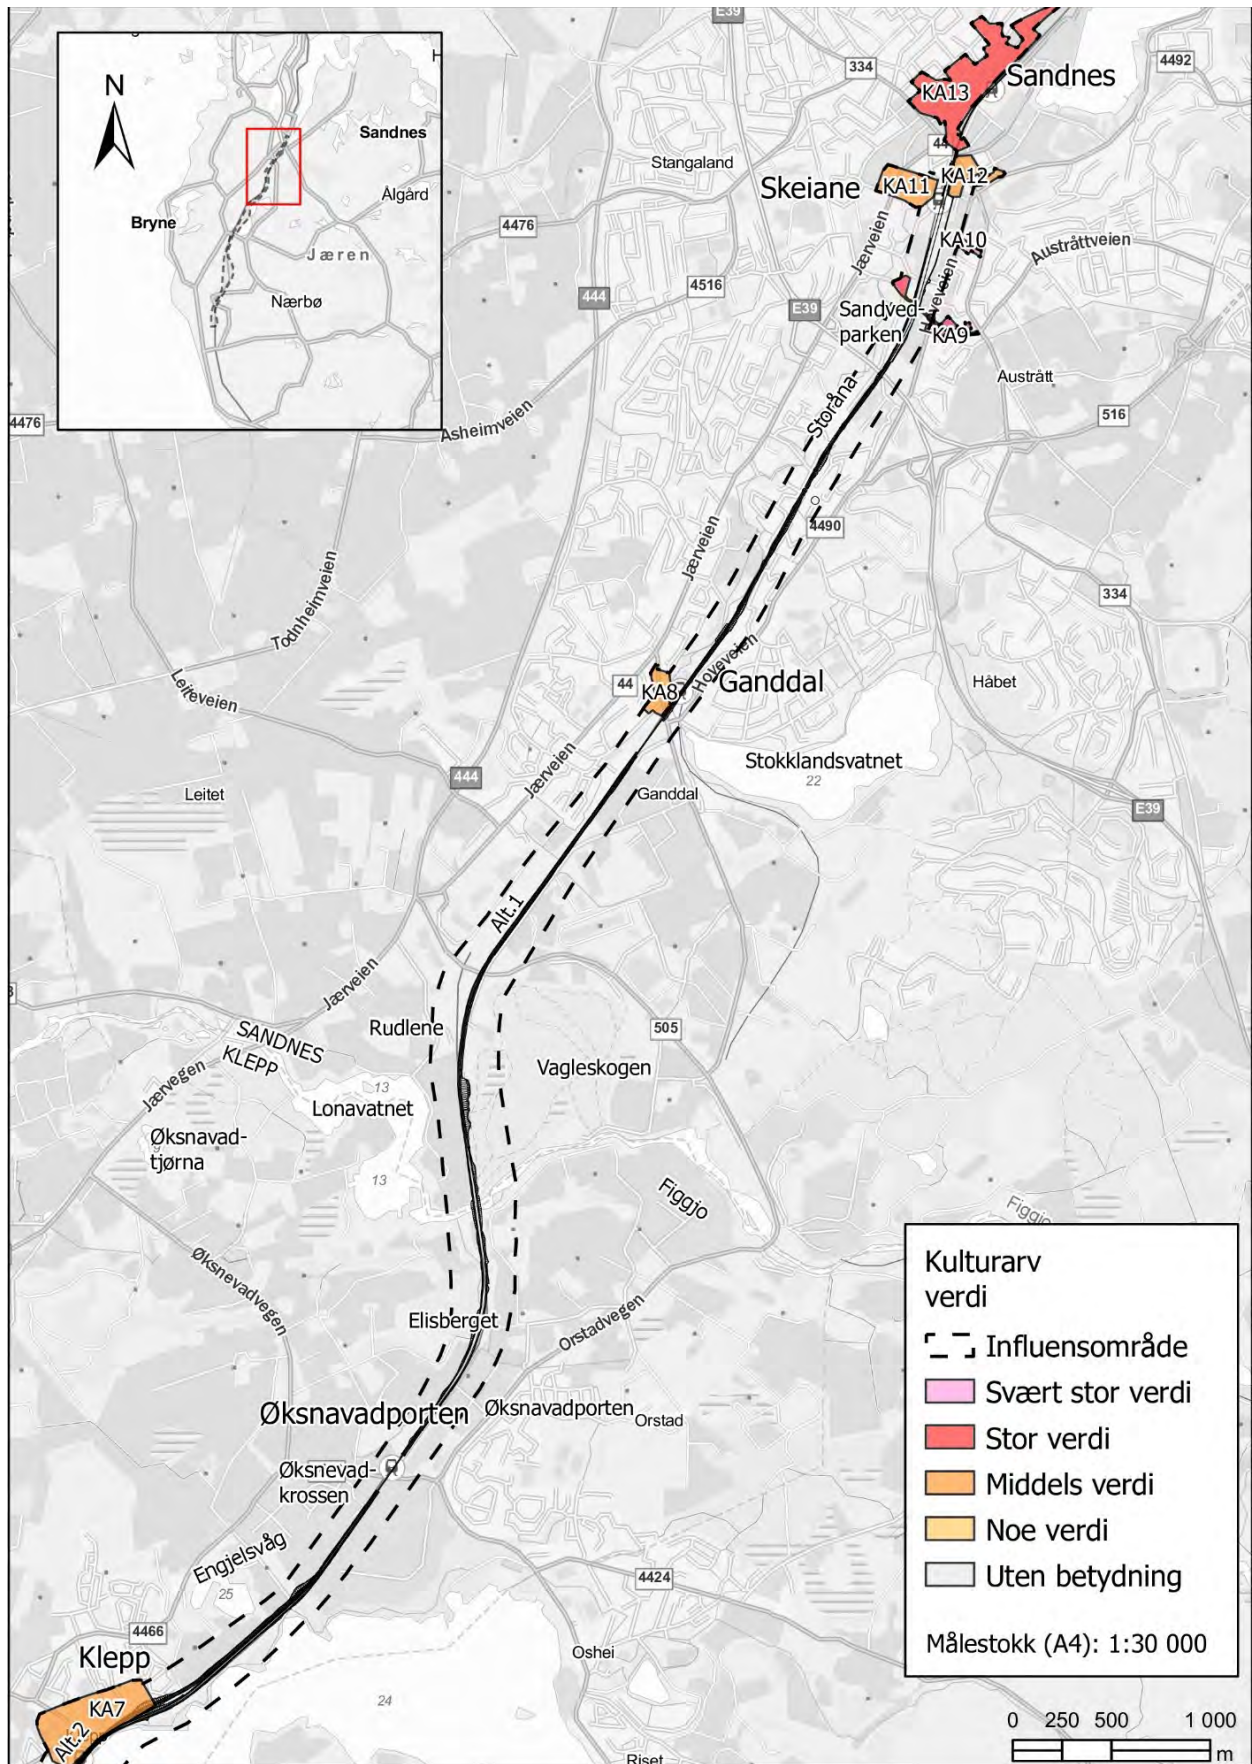 E39
4492
334
Sandnes
KA13
N
Sandnes
Ålgård
Bryne
Jæren
Nærbø
44
Stangaland
Skeiane
KA11
KA12
4476
KA10
Austråttveien
Jærveien
4516
444
E39
Sandved-
parken
Hoveveien
KA9
Austrått
4476
Asheimveien
Storåna
516
4490
Jærveien
Todnheimveien
334
Leiteveien
Hoveveien
44
KA8
Ganddal
Håbet
Jærveien
Stokklandsvatnet
22
444
Leitet
Ganddal
E39
Alt.1
Jærveien
SANDNES
KLEPP
Rudlene
505
Vagleskogen
Jærvegen
13
Lonavatnet
Øksnavad-
tjørna
13
Figgjo
Figgjo
Øksnevadvegen
Elisberget
Orstadvegen
Øksnavadporten
Øksnavadporten
Orstad
Øksnevad-
krossen
Engjelsvåg
25
4424
4466
Klepp
Oshei
KA7
24
Alt.2
Riset
Kulturarv
verdi
Influensområde
Svært stor verdi
Stor verdi
Middels verdi
Noe verdi
Uten betydning
Målestokk (A4): 1:30 000
0 250 500 1 000
m